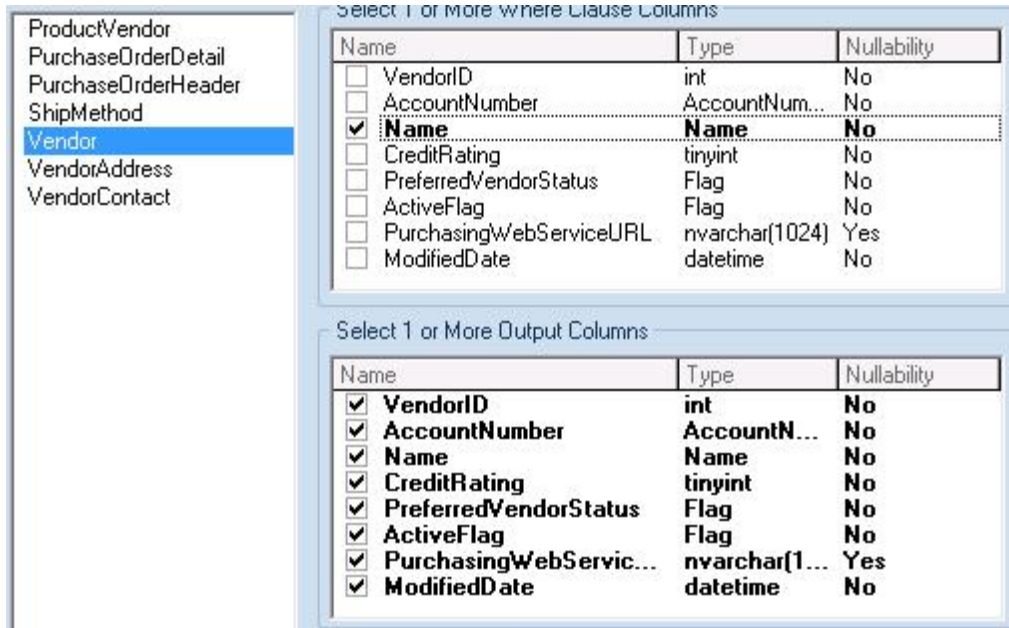 ProductVendor
PurchaseOrderDetail
PurchaseOrderHeader
ShipMethod
Vendor
VendorAddress
VendorContact
Select 1 or More Where Clause Columns
Name Type Nullability
VendorID int No
AccountNumber AccountNum... No
Name Name No
CreditRating tinyint No
PreferredVendorStatus Flag No
ActiveFlag Flag No
PurchasingWebServiceURL nvarchar(1024) Yes
ModifiedDate datetime No
Select 1 or More Output Columns
Name Type Nullability
VendorID int No
AccountNumber AccountN... No
Name Name No
CreditRating tinyint No
PreferredVendorStatus Flag No
ActiveFlag Flag No
PurchasingWebServic... nvarchar(1... Yes
ModifiedDate datetime No